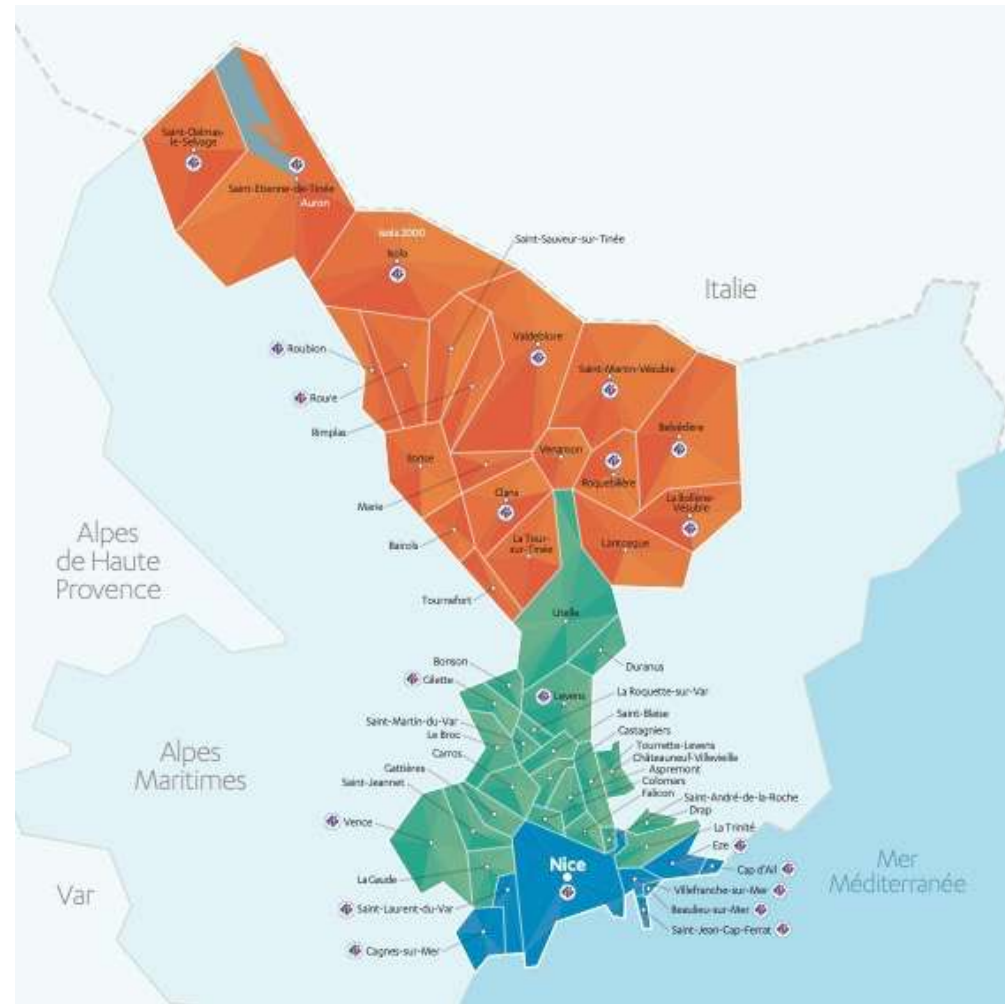 Saint-Dalmas-
le-Selvage
Saint-Etienne-de-Tinée
Auron
Isola 2000
Isola
Saint-Sauveur-sur-Tinée
Italie
Valdeblore
Roubion
Saint-Martin-Vésubie
Roure
Rimplas
Belvédère
Venanson
Ilonse
Roquebillière
Marie
Clans
La Bollène-
Vésubie
Bairols
La Tour-
sur-Tinée
Lantosque
Alpes
de Haute
Provence
Tournefort
Utelle
Bonson
Duranus
Gilette
Levens
La Roquette-sur-Var
Saint-Martin-du-Var
Saint-Blaise
Le Broc
Castagniers
Alpes
Maritimes
Carros
Tourrette-Levens
Châteauneuf-Villevieille
Gattières
Aspremont
Saint-Jeannet
Colomars
Falicon
Saint-André-de-la-Roche
Drap
Vence
La Trinité
Eze
Nice
Cap d'Ail
Mer
Méditerranée
La Gaude
Villefranche-sur-Mer
Var
Saint-Laurent-du-Var
Beaulieu-sur-Mer
Saint-Jean-Cap-Ferrat
Cagnes-sur-Mer